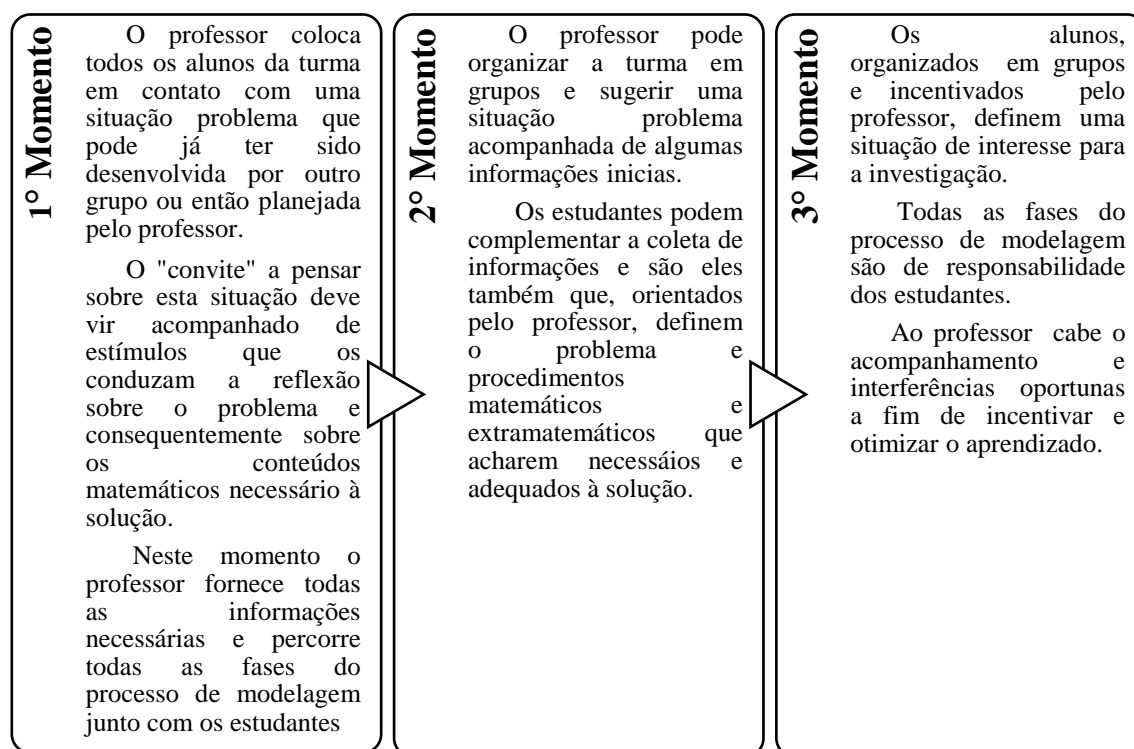 1° Momento
O professor coloca
todos os alunos da turma
em contato com uma
situação problema que
pode já ter sido
desenvolvida por outro
grupo ou então planejada
pelo professor.
O "convite" a pensar
sobre esta situação deve
vir acompanhado de
estímulos que os
conduzam a reflexão
sobre o problema e
consequentemente sobre
os conteúdos
matemáticos necessário à
solução.
Neste momento o
professor fornece todas
as informações
necessárias e percorre
todas as fases do
processo de modelagem
junto com os estudantes
2° Momento
O professor pode
organizar a turma em
grupos e sugerir uma
situação problema
acompanhada de algumas
informações inicias.
Os estudantes podem
complementar a coleta de
informações e são eles
também que, orientados
pelo professor, definem
o problema e
procedimentos
matemáticos e
extramatemáticos que
acharem necessáios e
adequados à solução.
3° Momento
Os alunos,
organizados em grupos
e incentivados pelo
professor, definem uma
situação de interesse para
a investigação.
Todas as fases do
processo de modelagem
são de responsabilidade
dos estudantes.
Ao professor cabe o
acompanhamento e
interferências oportunas
a fim de incentivar e
otimizar o aprendizado.